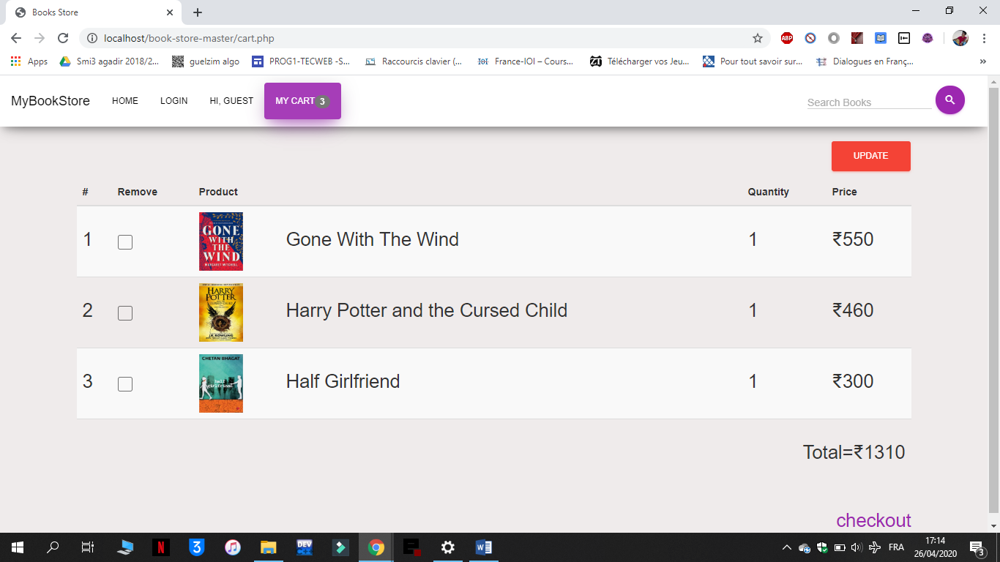 Books Store
localhost/book-store-master/cart.php
Apps Smi3 agadir 2018/2... guelzim algo PROG1-TECWEB -S... Raccourcis clavier (... France-IOI – Cours... Télécharger vos Jeu... Pour tout savoir sur... Dialogues en Franç... »
MyBookStore HOME LOGIN HI, GUEST MY CART 3 Search Books
UPDATE
# Remove Product Quantity Price
1 Gone With The Wind 1 ₹550
GONE
WITH
THE
WIND
MARGARET MITCHELL
2 Harry Potter and the Cursed Child 1 ₹460
HARRY
POTTER
CURSED CHILD
J.K. ROWLING
3 Half Girlfriend 1 ₹300
CHETAN BHAGAT
half
girlfriend
Total=₹1310
checkout
DEV
FRA
17:14
26/04/2020
3